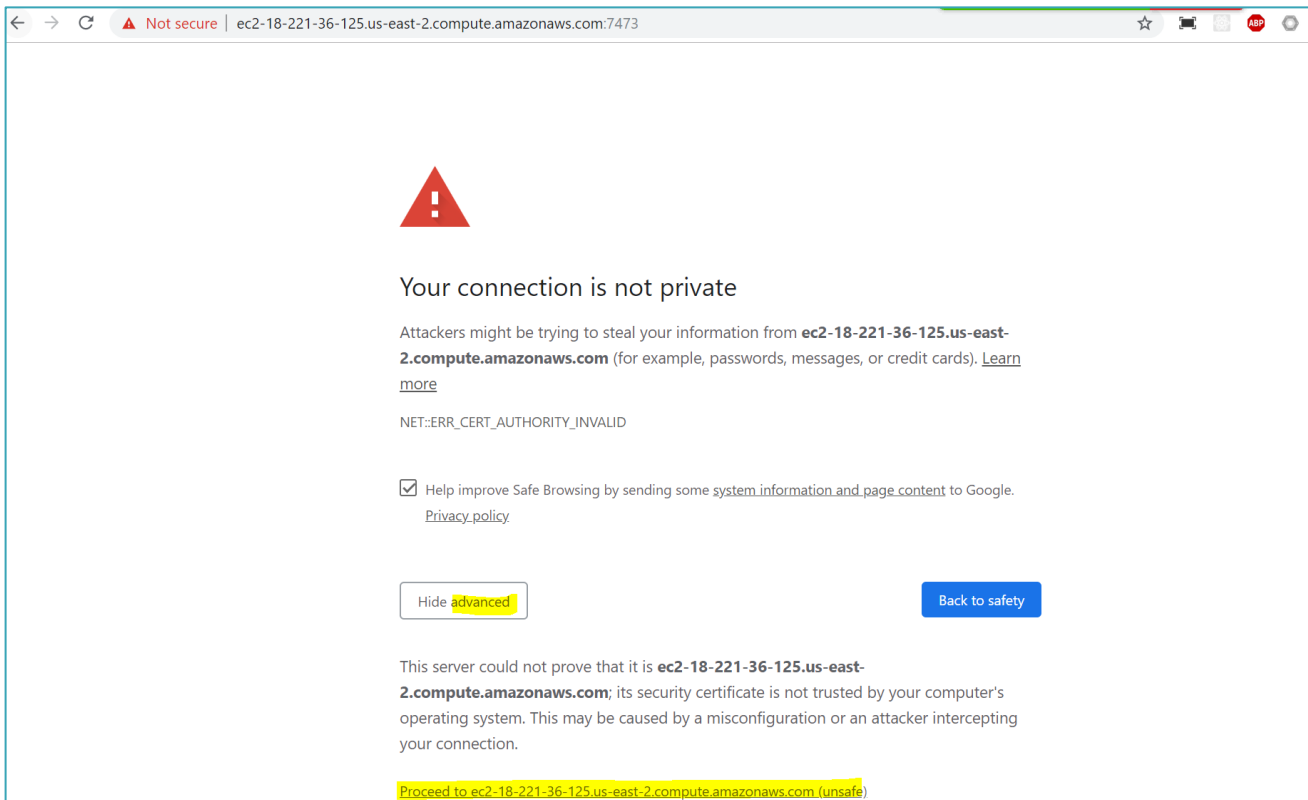 Not secure | ec2-18-221-36-125.us-east-2.compute.amazonaws.com:7473
ABP
Your connection is not private
Attackers might be trying to steal your information from ec2-18-221-36-125.us-east-
2.compute.amazonaws.com (for example, passwords, messages, or credit cards). Learn
more
NET::ERR_CERT_AUTHORITY_INVALID
Help improve Safe Browsing by sending some system information and page content to Google.
Privacy policy
Hide advanced
Back to safety
This server could not prove that it is ec2-18-221-36-125.us-east-
2.compute.amazonaws.com; its security certificate is not trusted by your computer's
operating system. This may be caused by a misconfiguration or an attacker intercepting
your connection.
Proceed to ec2-18-221-36-125.us-east-2.compute.amazonaws.com (unsafe)